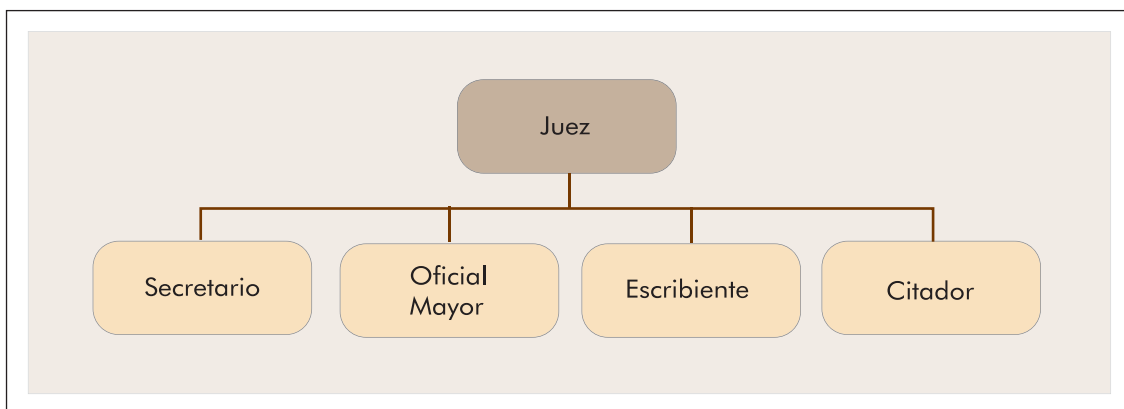 Juez
Secretario
Oficial
Mayor
Escribiente
Citador